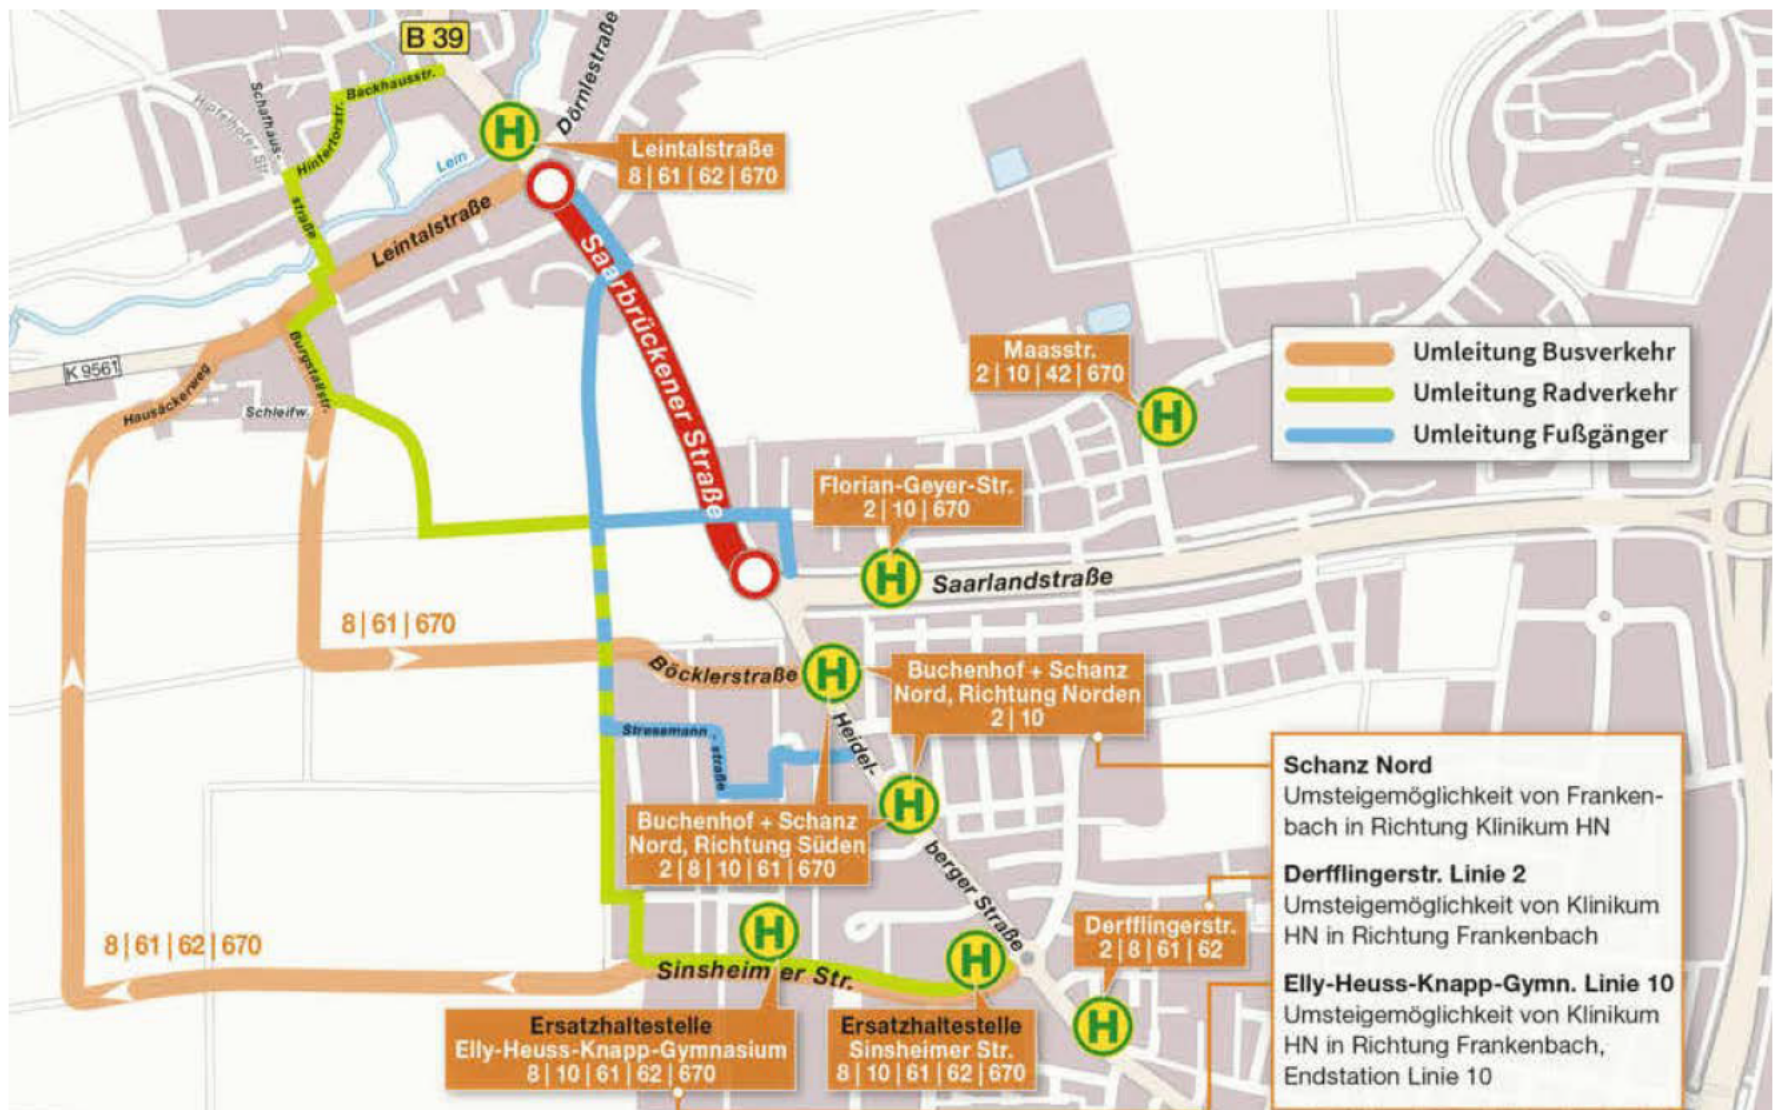 B 39
Dörnlestraße
Backhausstr.
Schafhaus-
straße
Hipfelhofer Str.
Hinterforstr.
Lein
Leintalstraße
8 | 61 | 62 | 670
Leintalstraße
Saarbrückener Straße
K 9561
Hausäckerweg
Burgstallstr.
Schleifw.
Maasstr.
2 | 10 | 42 | 670
Umleitung Busverkehr
Umleitung Radverkehr
Umleitung Fußgänger
Florian-Geyer-Str.
2 | 10 | 670
Saarlandstraße
8 | 61 | 670
Böcklerstraße
Buchenhof + Schanz
Nord, Richtung Norden
2 | 10
Stresemann-
straße
Heidel-
berger Straße
Buchenhof + Schanz
Nord, Richtung Süden
2 | 8 | 10 | 61 | 670
Schanz Nord
Umsteigemöglichkeit von Franken-
bach in Richtung Klinikum HN
Derfflingerstr. Linie 2
Umsteigemöglichkeit von Klinikum
HN in Richtung Frankenbach
Elly-Heuss-Knapp-Gymn. Linie 10
Umsteigemöglichkeit von Klinikum
HN in Richtung Frankenbach,
Endstation Linie 10
Derfflingerstr.
2 | 8 | 61 | 62
8 | 61 | 62 | 670
Sinsheimer Str.
Ersatzhaltestelle
Elly-Heuss-Knapp-Gymnasium
8 | 10 | 61 | 62 | 670
Ersatzhaltestelle
Sinsheimer Str.
8 | 10 | 61 | 62 | 670
H
H
H
H
H
H
H
H